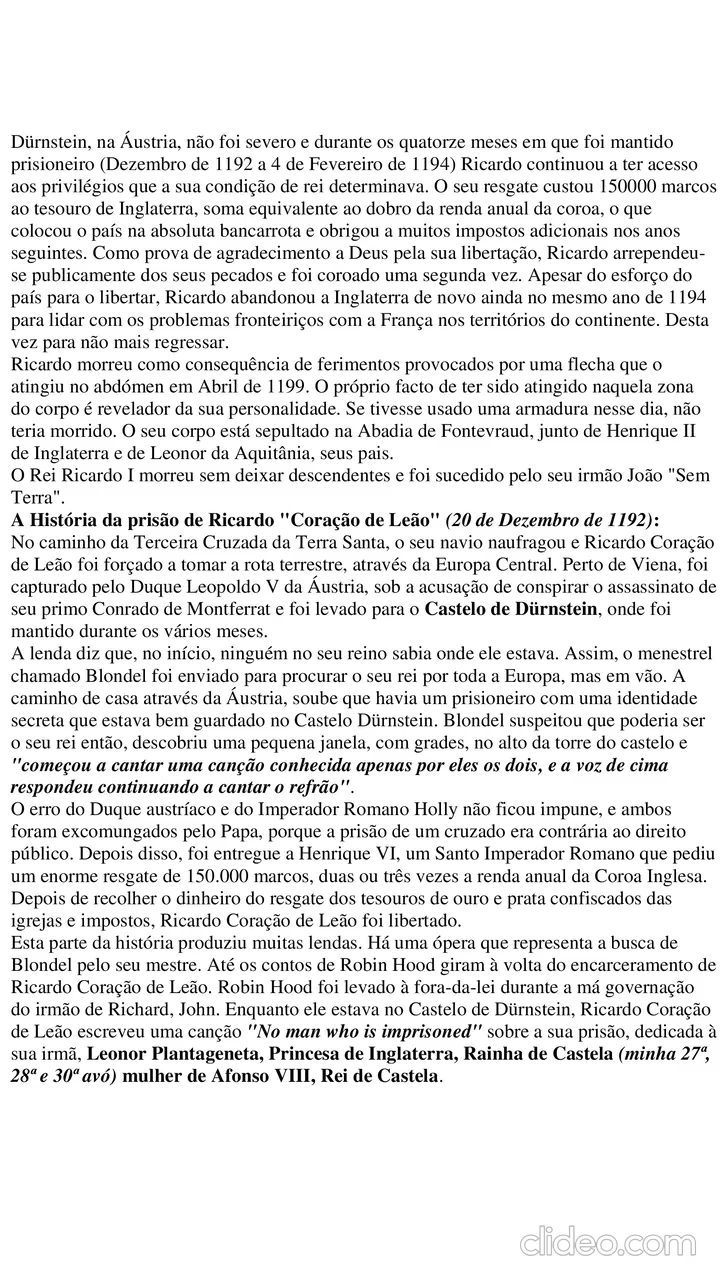 Dürnstein, na Áustria, não foi severo e durante os quatorze meses em que foi mantido
prisioneiro (Dezembro de 1192 a 4 de Fevereiro de 1194) Ricardo continuou a ter acesso
aos privilégios que a sua condição de rei determinava. O seu resgate custou 150000 marcos
ao tesouro de Inglaterra, soma equivalente ao dobro da renda anual da coroa, o que
colocou o país na absoluta bancarrota e obrigou a muitos impostos adicionais nos anos
seguintes. Como prova de agradecimento a Deus pela sua libertação, Ricardo arrependeu-
se publicamente dos seus pecados e foi coroado uma segunda vez. Apesar do esforço do
país para o libertar, Ricardo abandonou a Inglaterra de novo ainda no mesmo ano de 1194
para lidar com os problemas fronteiriços com a França nos territórios do continente. Desta
vez para não mais regressar.
Ricardo morreu como consequência de ferimentos provocados por uma flecha que o
atingiu no abdómen em Abril de 1199. O próprio facto de ter sido atingido naquela zona
do corpo é revelador da sua personalidade. Se tivesse usado uma armadura nesse dia, não
teria morrido. O seu corpo está sepultado na Abadia de Fontevraud, junto de Henrique II
de Inglaterra e de Leonor da Aquitânia, seus pais.
O Rei Ricardo I morreu sem deixar descendentes e foi sucedido pelo seu irmão João "Sem
Terra".
A História da prisão de Ricardo "Coração de Leão" (20 de Dezembro de 1192):
No caminho da Terceira Cruzada da Terra Santa, o seu navio naufragou e Ricardo Coração
de Leão foi forçado a tomar a rota terrestre, através da Europa Central. Perto de Viena, foi
capturado pelo Duque Leopoldo V da Áustria, sob a acusação de conspirar o assassinato de
seu primo Conrado de Montferrat e foi levado para o Castelo de Dürnstein, onde foi
mantido durante os vários meses.
A lenda diz que, no início, ninguém no seu reino sabia onde ele estava. Assim, o menestrel
chamado Blondel foi enviado para procurar o seu rei por toda a Europa, mas em vão. A
caminho de casa através da Áustria, soube que havia um prisioneiro com uma identidade
secreta que estava bem guardado no Castelo Dürnstein. Blondel suspeitou que poderia ser
o seu rei então, descobriu uma pequena janela, com grades, no alto da torre do castelo e
"começou a cantar uma canção conhecida apenas por eles os dois, e a voz de cima
respondeu continuando a cantar o refrão".
O erro do Duque austríaco e do Imperador Romano Holly não ficou impune, e ambos
foram excomungados pelo Papa, porque a prisão de um cruzado era contrária ao direito
público. Depois disso, foi entregue a Henrique VI, um Santo Imperador Romano que pediu
um enorme resgate de 150.000 marcos, duas ou três vezes a renda anual da Coroa Inglesa.
Depois de recolher o dinheiro do resgate dos tesouros de ouro e prata confiscados das
igrejas e impostos, Ricardo Coração de Leão foi libertado.
Esta parte da história produziu muitas lendas. Há uma ópera que representa a busca de
Blondel pelo seu mestre. Até os contos de Robin Hood giram à volta do encarceramento de
Ricardo Coração de Leão. Robin Hood foi levado à fora-da-lei durante a má governação
do irmão de Richard, John. Enquanto ele estava no Castelo de Dürnstein, Ricardo Coração
de Leão escreveu uma canção "No man who is imprisoned" sobre a sua prisão, dedicada à
sua irmã, Leonor Plantageneta, Princesa de Inglaterra, Rainha de Castela (minha 27ª,
28ª e 30ª avó) mulher de Afonso VIII, Rei de Castela.
clideo.com